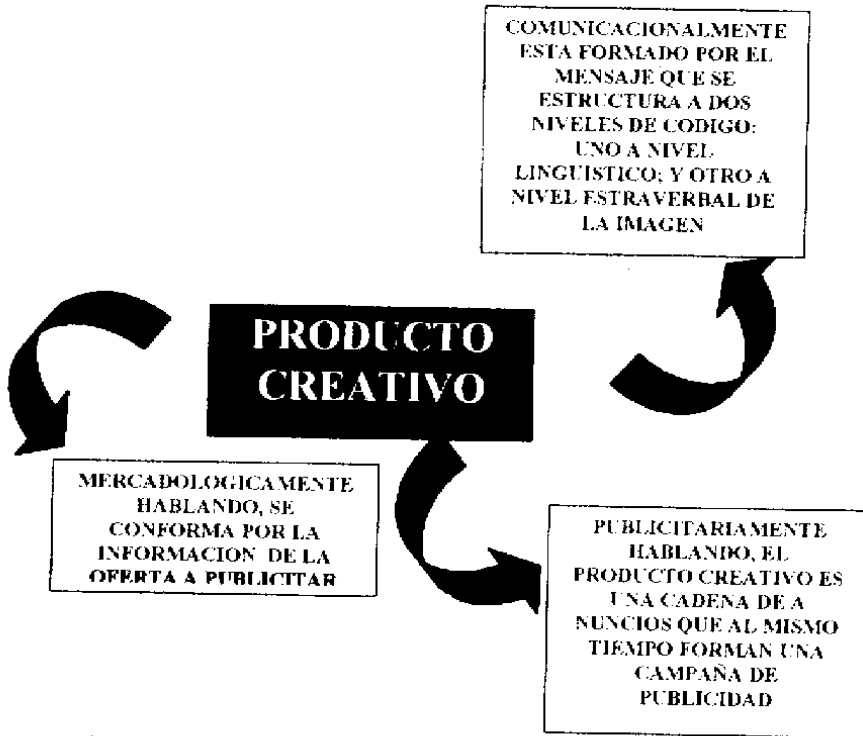 COMUNICACIONALMENTE
ESTA FORMADO POR EL
MENSAJE QUE SE
ESTRUCTURA A DOS
NIVELES DE CODIGO:
UNO A NIVEL
LINGUISTICO; Y OTRO A
NIVEL ESTRAVERBAL DE
LA IMAGEN
PRODUCTO
CREATIVO
MERCADOLOGICAMENTE
HABLANDO, SE
CONFORMA POR LA
INFORMACION DE LA
OFERTA A PUBLICITAR
PUBLICITARIAMENTE
HABLANDO, EL
PRODUCTO CREATIVO ES
UNA CADENA DE A
NUNCIOS QUE AL MISMO
TIEMPO FORMAN UNA
CAMPAÑA DE
PUBLICIDAD